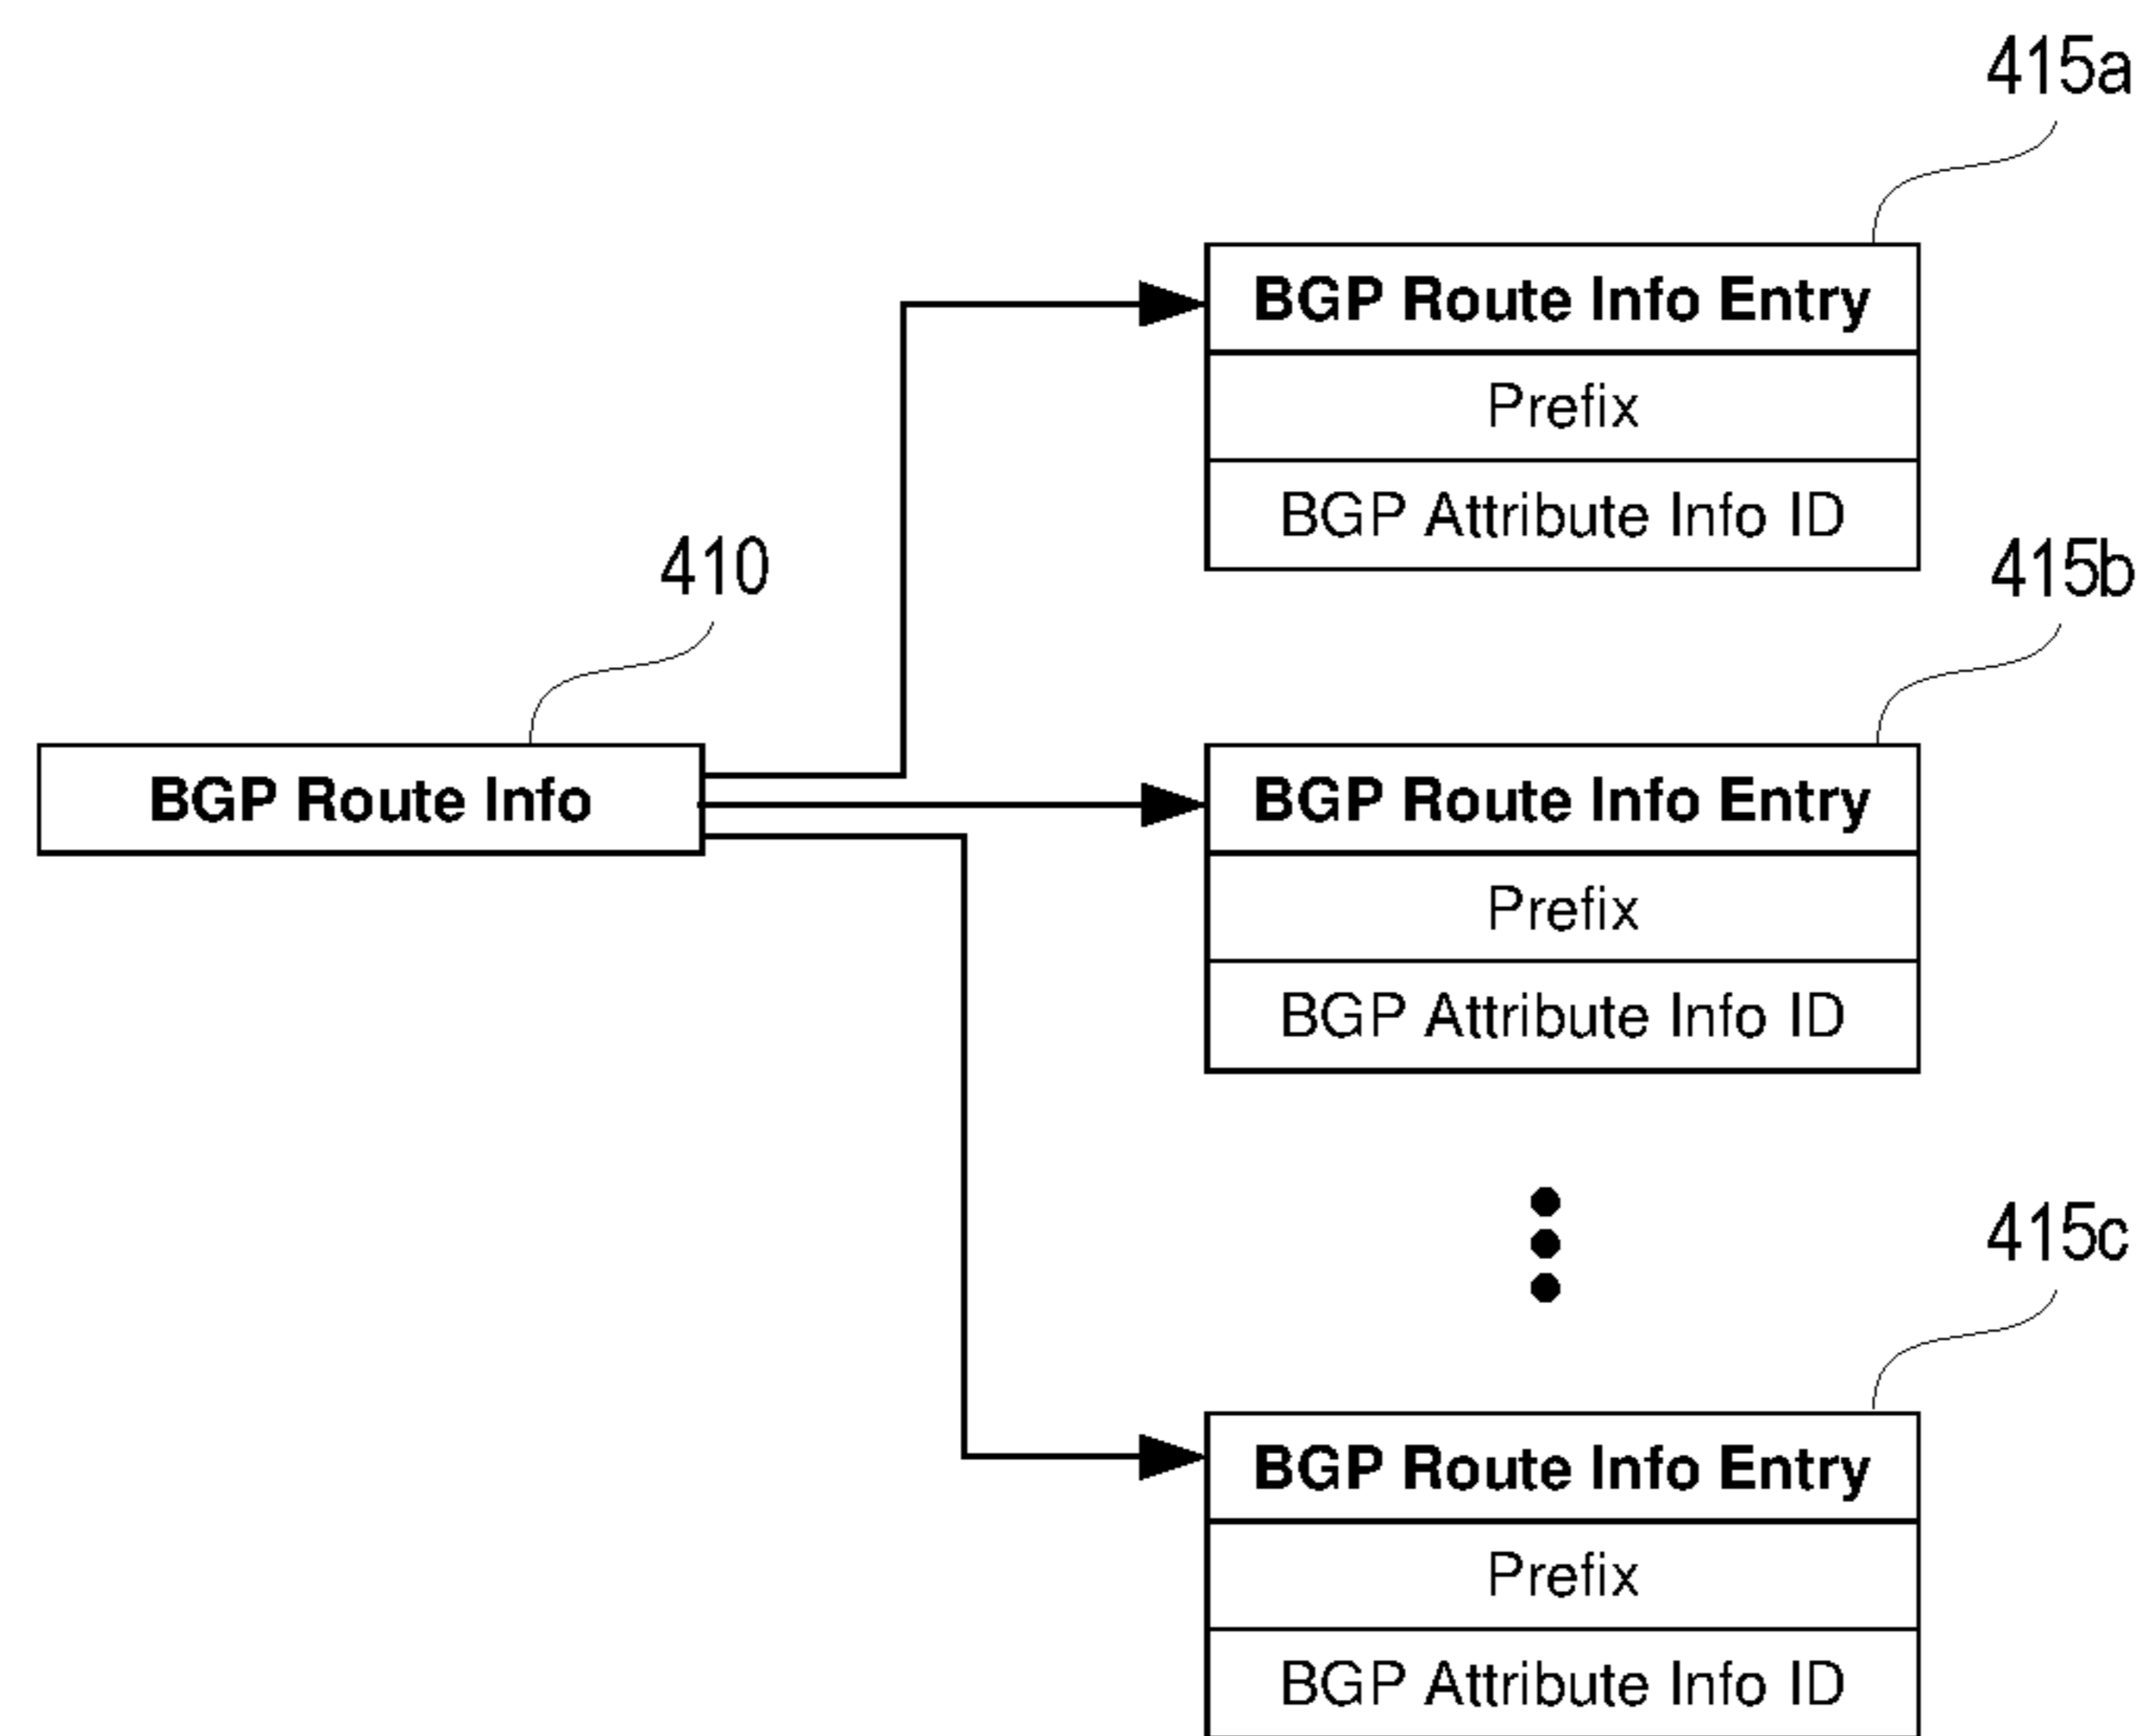 415a
BGP Route Info Entry
Prefix
BGP Attribute Info ID
410
415b
BGP Route Info
BGP Route Info Entry
Prefix
BGP Attribute Info ID
415c
BGP Route Info Entry
Prefix
BGP Attribute Info ID